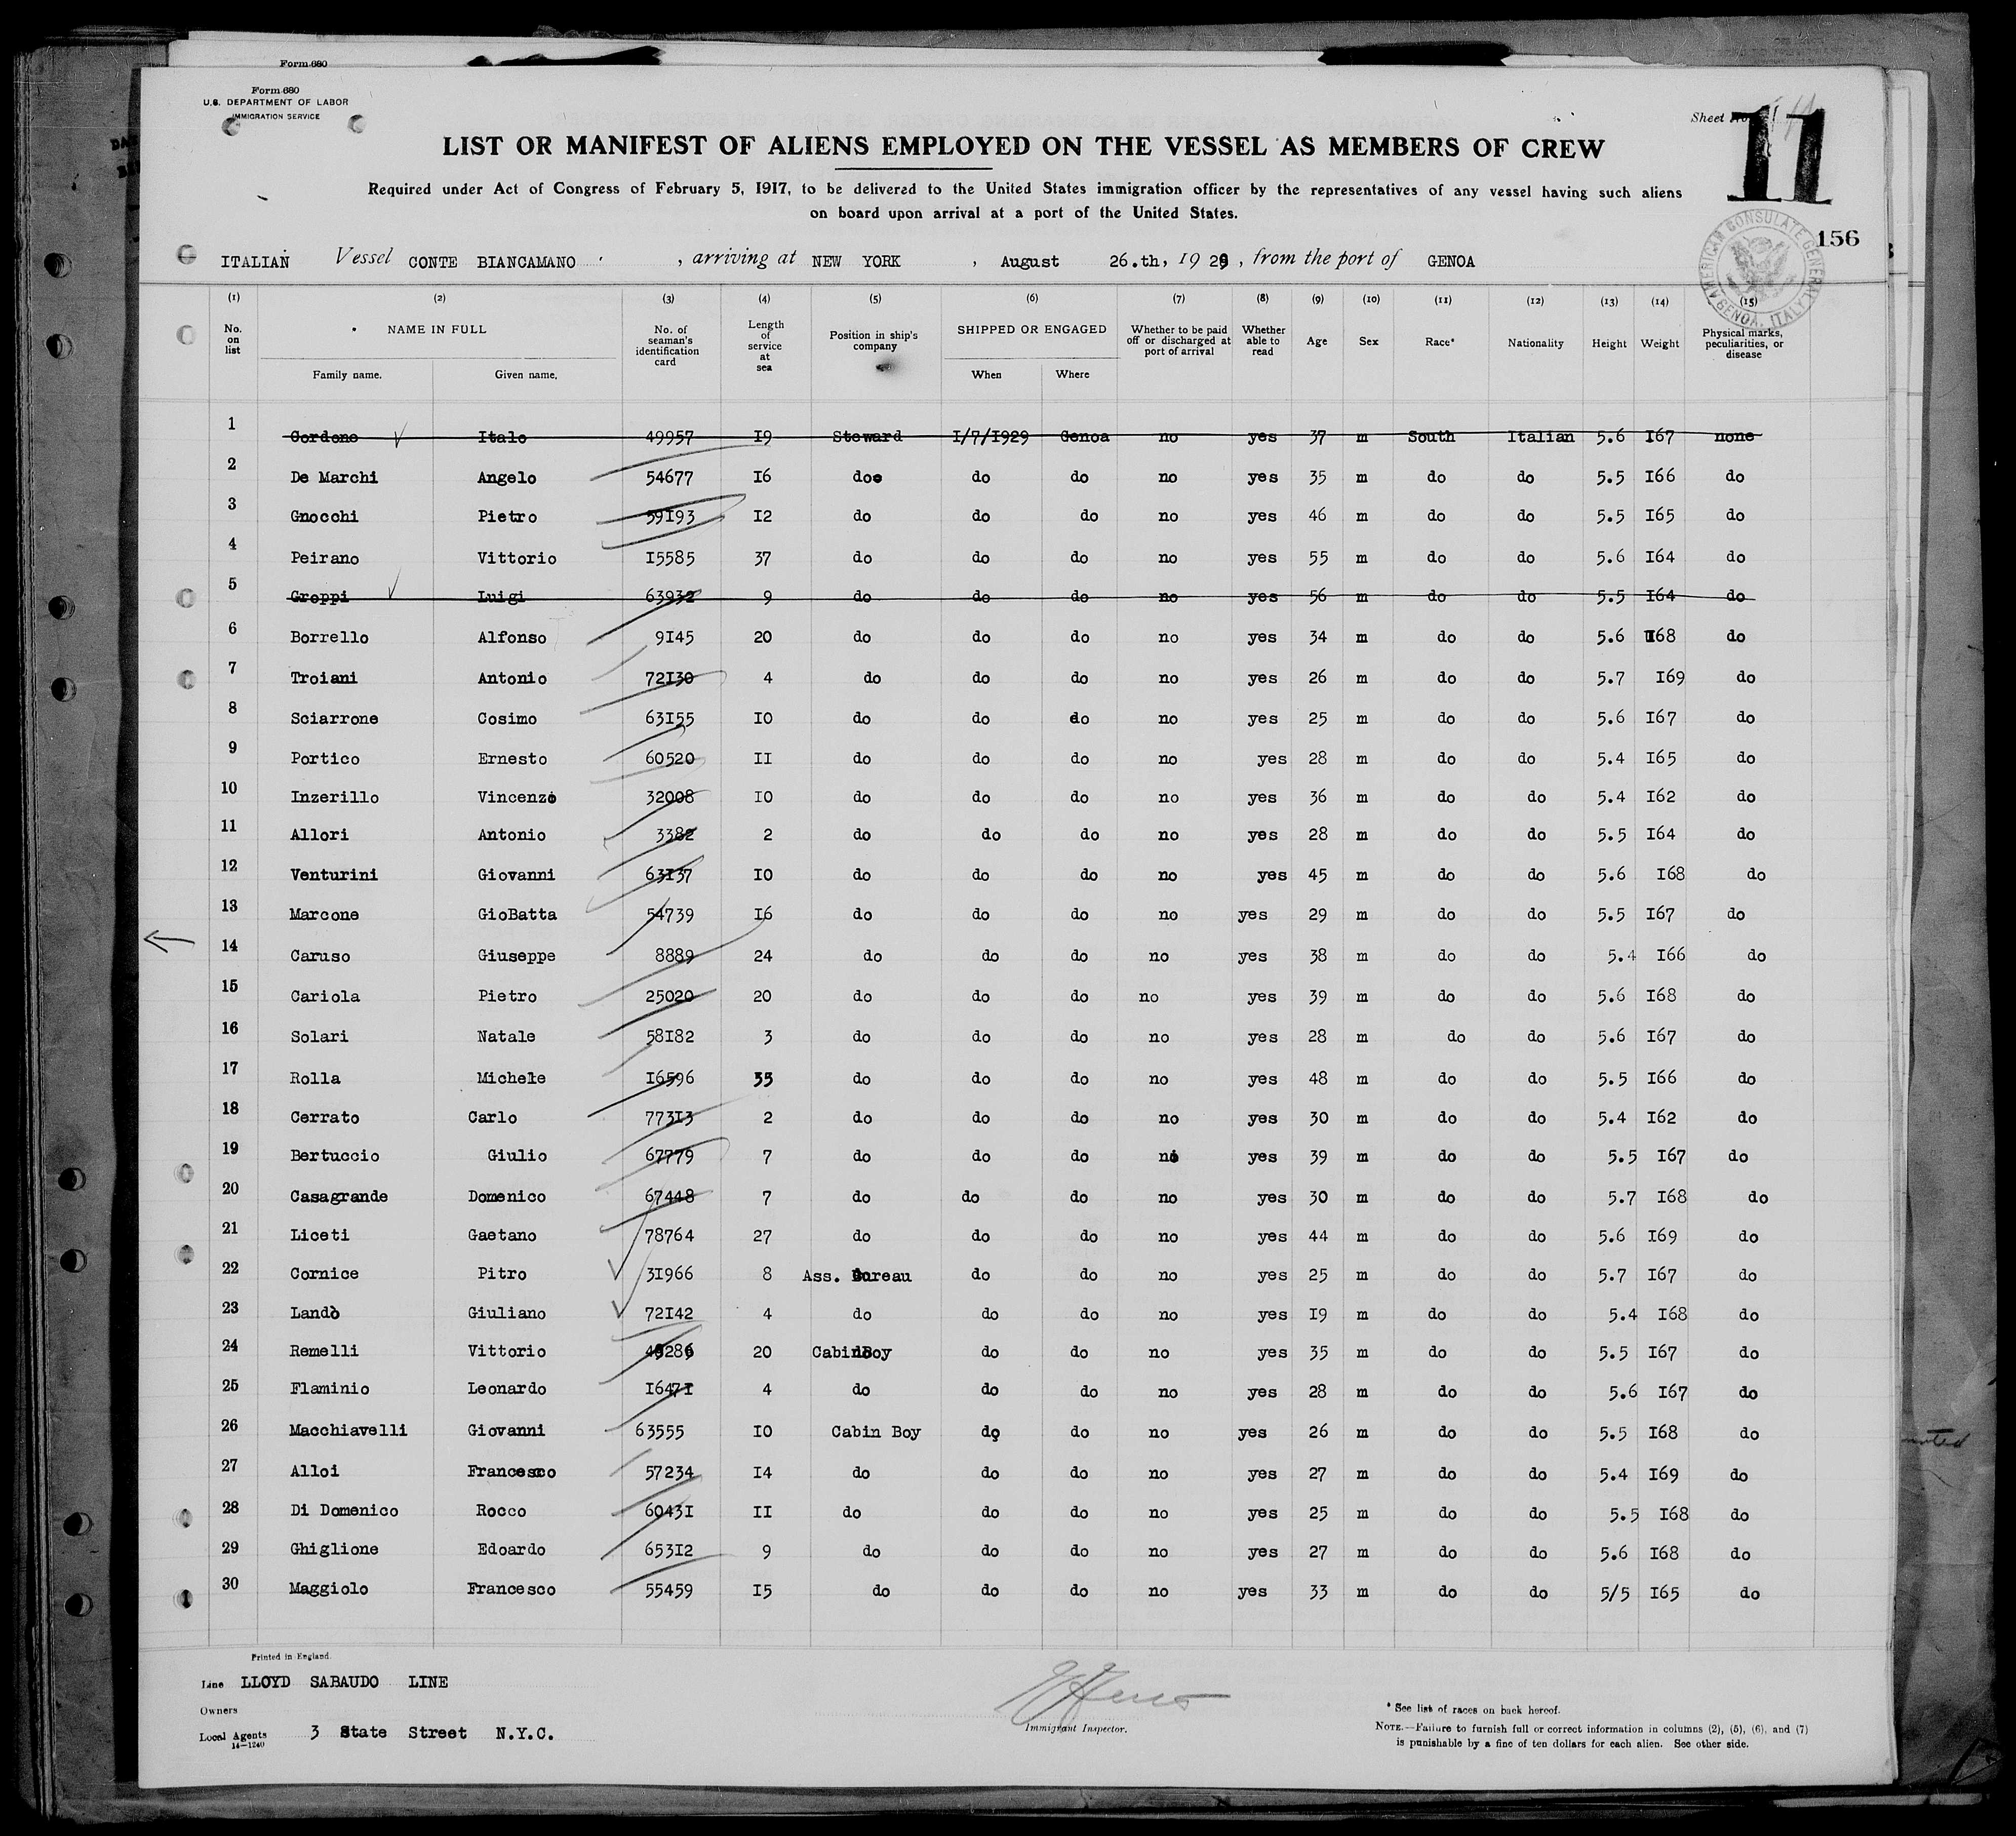 Form 680
Form 680
U.S. DEPARTMENT OF LABOR
IMMIGRATION SERVICE
Sheet No.
11
LIST OR MANIFEST OF ALIENS EMPLOYED ON THE VESSEL AS MEMBERS OF CREW
Required under Act of Congress of February 5, 1917, to be delivered to the United States immigration officer by the representatives of any vessel having such aliens
on board upon arrival at a port of the United States.
AMERICAN CONSULATE GENERAL GENOA, ITALY
156
ITALIAN Vessel CONTE BIANCAMANO , arriving at NEW YORK , August 26.th, 1929, from the port of GENOA
(1) (2) (3) (4) (5) (6) (7) (8) (9) (10) (11) (12) (13) (14) (15)
No. on list NAME IN FULL Family name. Given name. No. of seaman's identification card Length of service at sea Position in ship's company SHIPPED OR ENGAGED When Where Whether to be paid off or discharged at port of arrival Whether able to read Age Sex Race* Nationality Height Weight Physical marks, peculiarities, or disease
1 Cordone Italo 49957 19 Steward 1/7/1929 Genoa no yes 37 m South Italian 5.6 167 none
2 De Marchi Angelo 54677 16 doe do do no yes 35 m do do 5.5 166 do
3 Gnocchi Pietro 59193 12 do do do no yes 46 m do do 5.5 165 do
4 Peirano Vittorio 15585 37 do do do no yes 55 m do do 5.6 164 do
5 Greppi Luigi 63932 9 do do do no yes 56 m do do 5.5 164 do
6 Borrello Alfonso 9145 20 do do do no yes 34 m do do 5.6 168 do
7 Troiani Antonio 72130 4 do do do no yes 26 m do do 5.7 169 do
8 Sciarrone Cosimo 63155 10 do do do no yes 25 m do do 5.6 167 do
9 Portico Ernesto 60520 11 do do do no yes 28 m do do 5.4 165 do
10 Inzerillo Vincenzo 32008 10 do do do no yes 36 m do do 5.4 162 do
11 Allori Antonio 3382 2 do do do no yes 28 m do do 5.5 164 do
12 Venturini Giovanni 63137 10 do do do no yes 45 m do do 5.6 168 do
13 Marcone GioBatta 54739 16 do do do no yes 29 m do do 5.5 167 do
14 Caruso Giuseppe 8889 24 do do do no yes 38 m do do 5.4 166 do
15 Cariola Pietro 25020 20 do do do no yes 39 m do do 5.6 168 do
16 Solari Natale 58182 3 do do do no yes 28 m do do 5.6 167 do
17 Rolla Michele 16596 35 do do do no yes 48 m do do 5.5 166 do
18 Cerrato Carlo 77313 2 do do do no yes 30 m do do 5.4 162 do
19 Bertuccio Giulio 67779 7 do do do no yes 39 m do do 5.5 167 do
20 Casagrande Domenico 67448 7 do do do no yes 30 m do do 5.7 168 do
21 Liceti Gaetano 78764 27 do do do no yes 44 m do do 5.6 169 do
22 Cornice Pitro 31966 8 Ass. Bureau do do no yes 25 m do do 5.7 167 do
23 Landò Giuliano 72142 4 do do do no yes 19 m do do 5.4 168 do
24 Remelli Vittorio 20 Cabin Boy do do no yes 35 m do do 5.5 167 do
25 Flaminio Leonardo 16471 4 do do do no yes 28 m do do 5.6 167 do
26 Macchiavelli Giovanni 63555 10 Cabin Boy do do no yes 26 m do do 5.5 168 do
27 Alloi Francesco 57234 14 do do do no yes 27 m do do 5.4 169 do
28 Di Domenico Rocco 60431 11 do do do no yes 25 m do do 5.5 168 do
29 Ghiglione Edoardo 65312 9 do do do no yes 27 m do do 5.6 168 do
30 Maggiolo Francesco 55459 15 do do do no yes 33 m do do 5/5 165 do
Printed in England.
Line LLOYD SABAUDO LINE
Owners
Local Agents 3 State Street N.Y.C.
14—1240
Immigrant Inspector.
* See list of races on back hereof.
NOTE.—Failure to furnish full or correct information in columns (2), (5), (6), and (7)
is punishable by a fine of ten dollars for each alien. See other side.